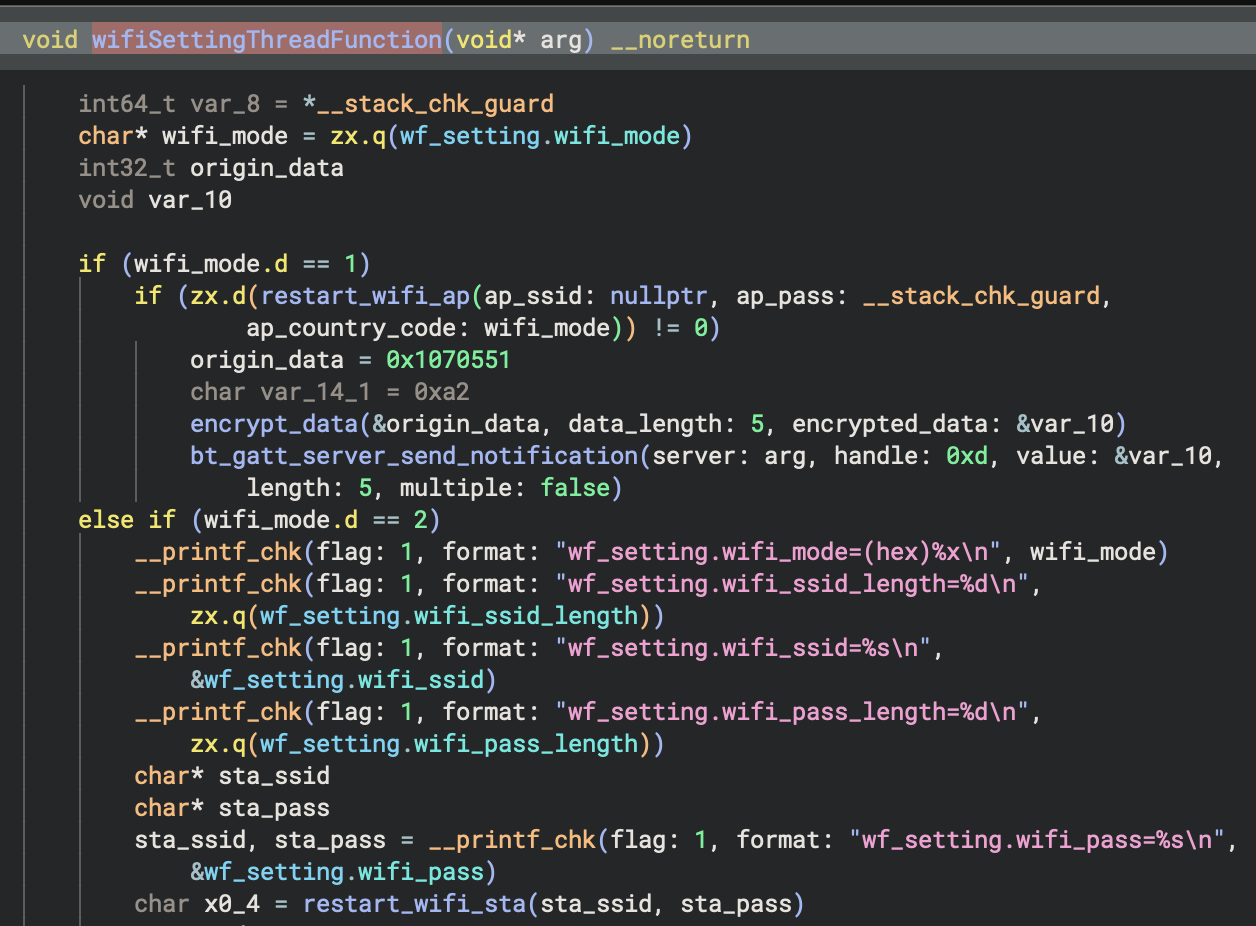 void wifiSettingThreadFunction(void* arg) __noreturn
int64_t var_8 = *__stack_chk_guard
char* wifi_mode = zx.q(wf_setting.wifi_mode)
int32_t origin_data
void var_10
if (wifi_mode.d == 1)
if (zx.d(restart_wifi_ap(ap_ssid: nullptr, ap_pass: __stack_chk_guard,
ap_country_code: wifi_mode)) != 0)
origin_data = 0x1070551
char var_14_1 = 0xa2
encrypt_data(&origin_data, data_length: 5, encrypted_data: &var_10)
bt_gatt_server_send_notification(server: arg, handle: 0xd, value: &var_10,
length: 5, multiple: false)
else if (wifi_mode.d == 2)
__printf_chk(flag: 1, format: "wf_setting.wifi_mode=(hex)%x\n", wifi_mode)
__printf_chk(flag: 1, format: "wf_setting.wifi_ssid_length=%d\n",
zx.q(wf_setting.wifi_ssid_length))
__printf_chk(flag: 1, format: "wf_setting.wifi_ssid=%s\n",
&wf_setting.wifi_ssid)
__printf_chk(flag: 1, format: "wf_setting.wifi_pass_length=%d\n",
zx.q(wf_setting.wifi_pass_length))
char* sta_ssid
char* sta_pass
sta_ssid, sta_pass = __printf_chk(flag: 1, format: "wf_setting.wifi_pass=%s\n",
&wf_setting.wifi_pass)
char x0_4 = restart_wifi_sta(sta_ssid, sta_pass)